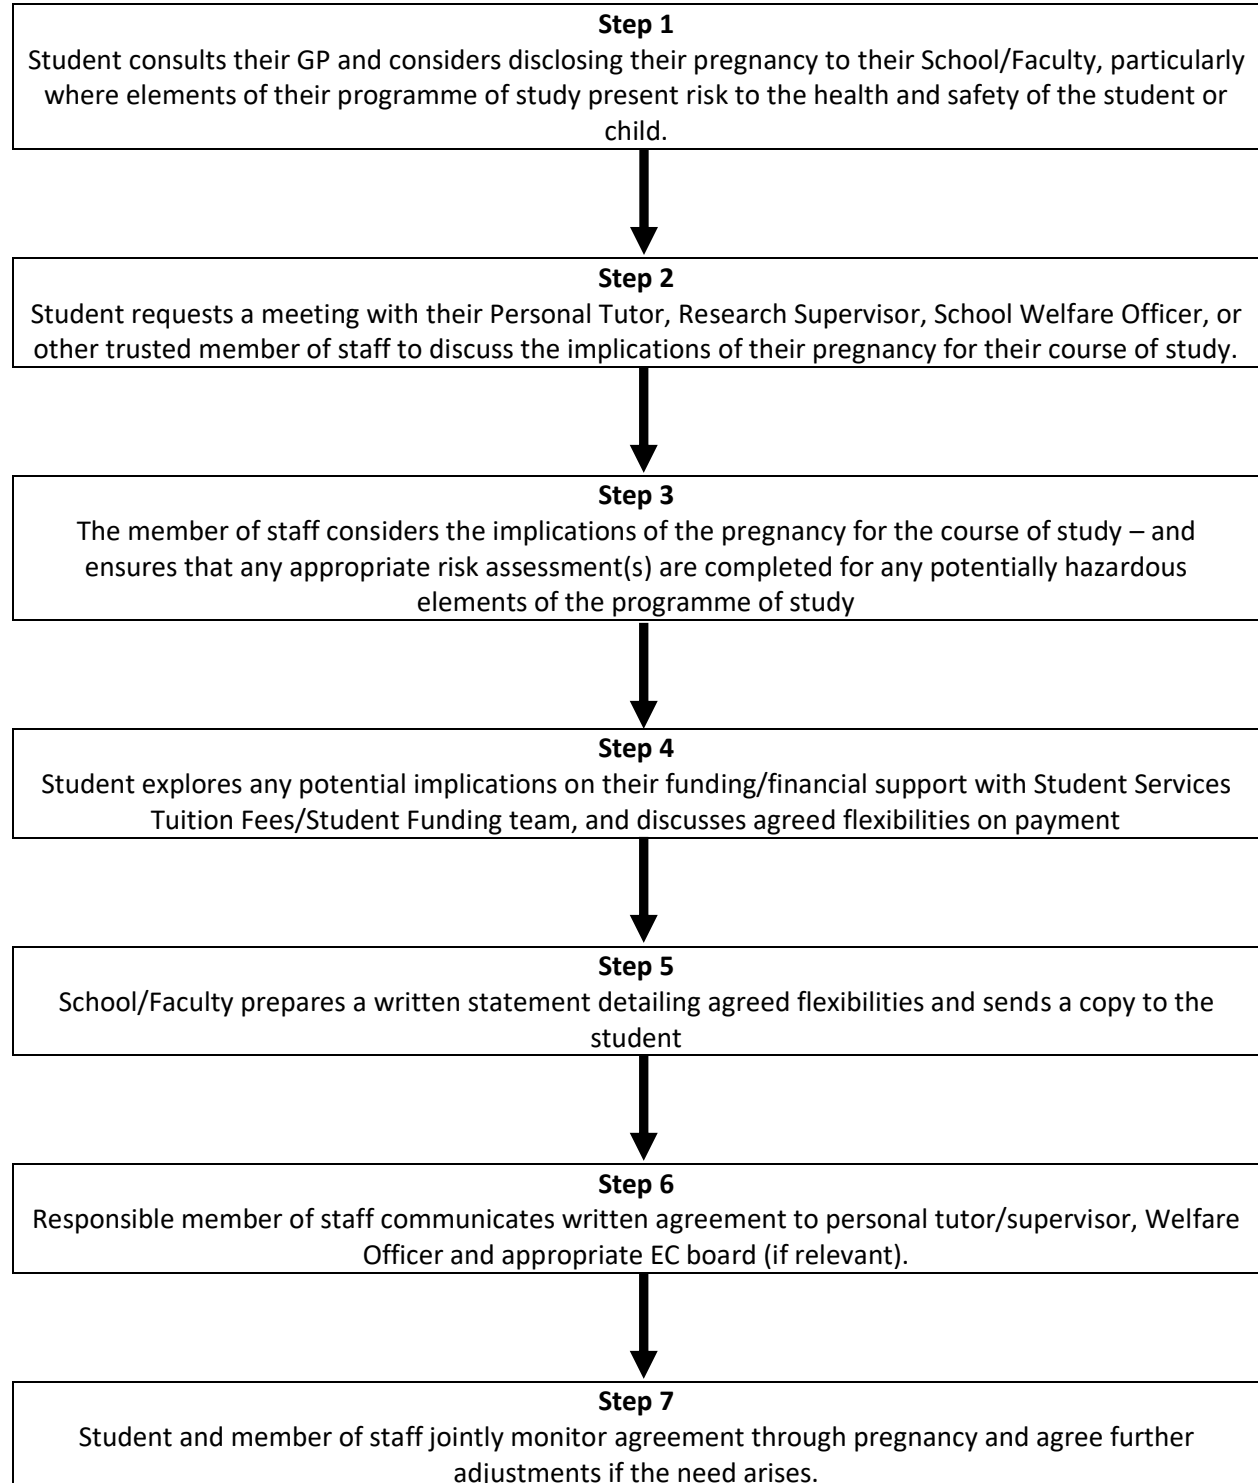 Step 1
Student consults their GP and considers disclosing their pregnancy to their School/Faculty, particularly
where elements of their programme of study present risk to the health and safety of the student or
child.
Step 2
Student requests a meeting with their Personal Tutor, Research Supervisor, School Welfare Officer, or
other trusted member of staff to discuss the implications of their pregnancy for their course of study.
Step 3
The member of staff considers the implications of the pregnancy for the course of study – and
ensures that any appropriate risk assessment(s) are completed for any potentially hazardous
elements of the programme of study
Step 4
Student explores any potential implications on their funding/financial support with Student Services
Tuition Fees/Student Funding team, and discusses agreed flexibilities on payment
Step 5
School/Faculty prepares a written statement detailing agreed flexibilities and sends a copy to the
student
Step 6
Responsible member of staff communicates written agreement to personal tutor/supervisor, Welfare
Officer and appropriate EC board (if relevant).
Step 7
Student and member of staff jointly monitor agreement through pregnancy and agree further
adjustments if the need arises.